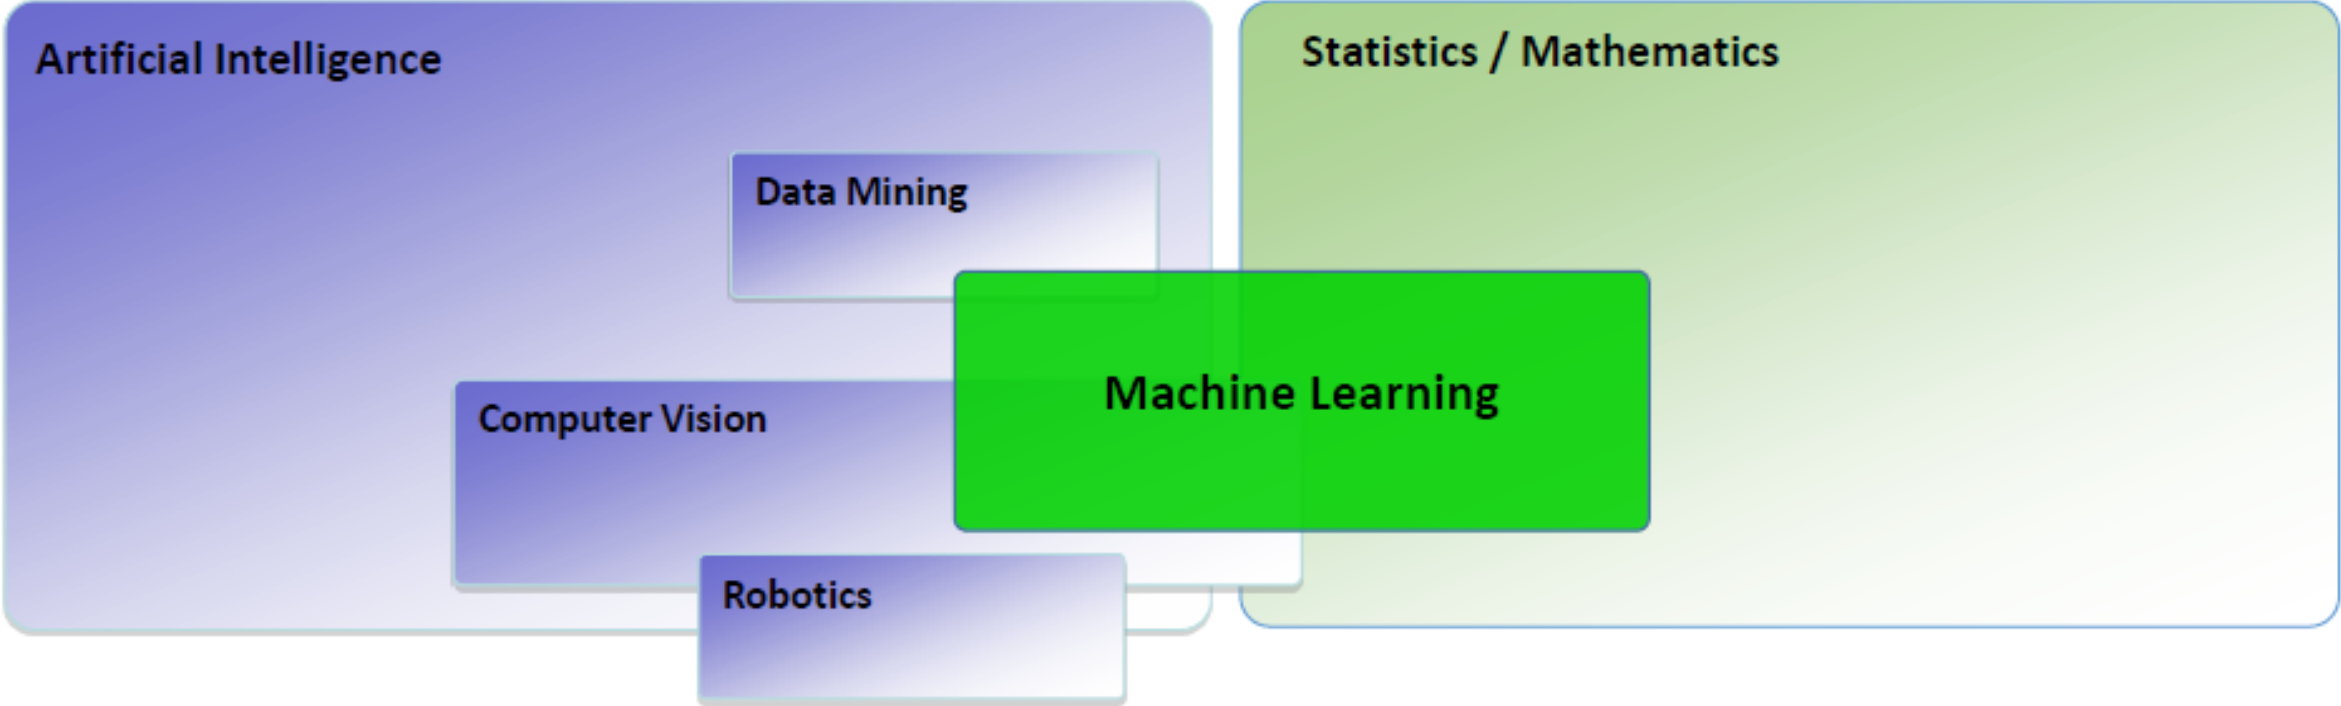 Artificial Intelligence
Statistics / Mathematics
Data Mining
Machine Learning
Computer Vision
Robotics